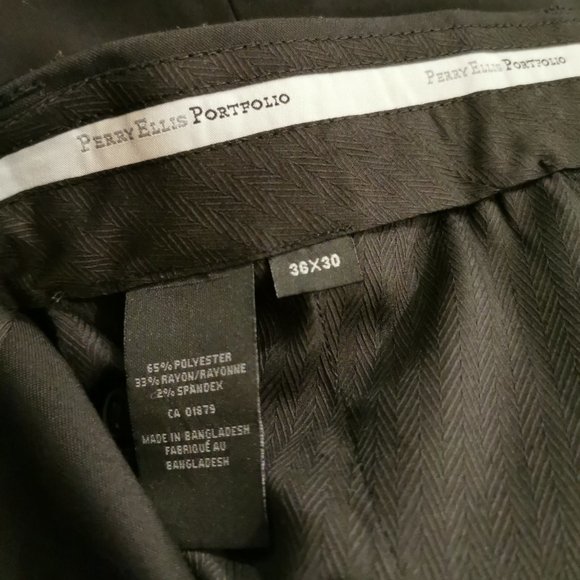 PERRY ELLIS PORTFOLIO
PERRY ELLIS PORTFOLIO
36X30
65% POLYESTER
33% RAYON/RAYONNE
2% SPANDEX
CA 01879
MADE IN BANGLADESH
FABRIQUÉ AU
BANGLADESH